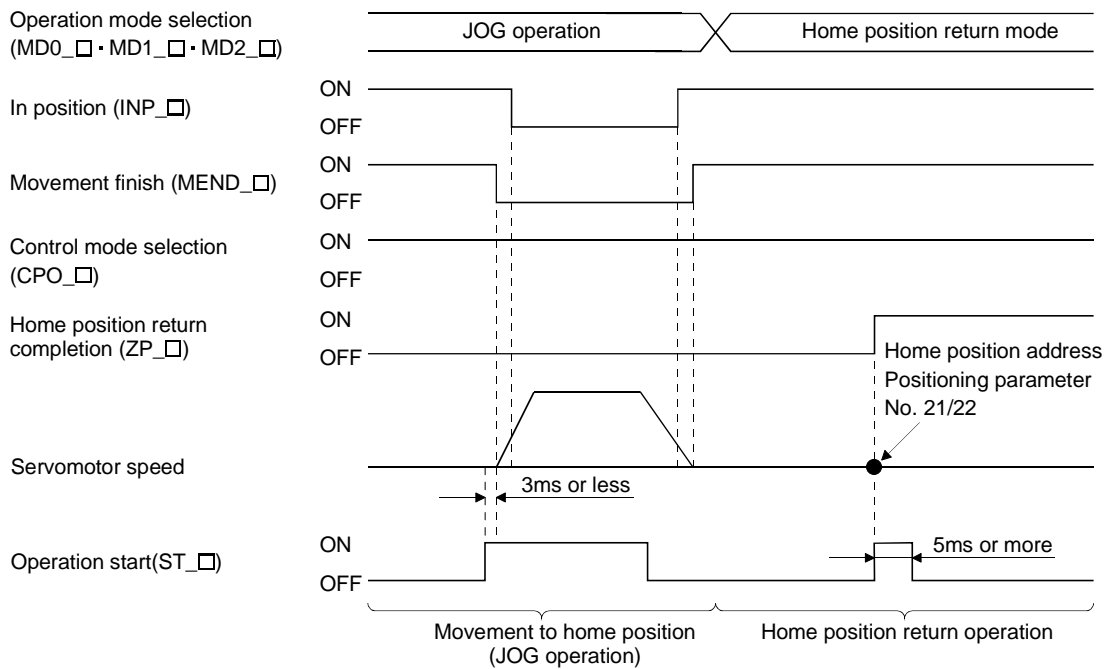 Operation mode selection
(MD0_□ · MD1_□ · MD2_□)
JOG operation
Home position return mode
In position (INP_□)
ON
OFF
Movement finish (MEND_□)
ON
OFF
Control mode selection
(CPO_□)
ON
OFF
Home position return
completion (ZP_□)
ON
OFF
Home position address
Positioning parameter
No. 21/22
Servomotor speed
3ms or less
Operation start(ST_□)
ON
OFF
5ms or more
Movement to home position
(JOG operation)
Home position return operation